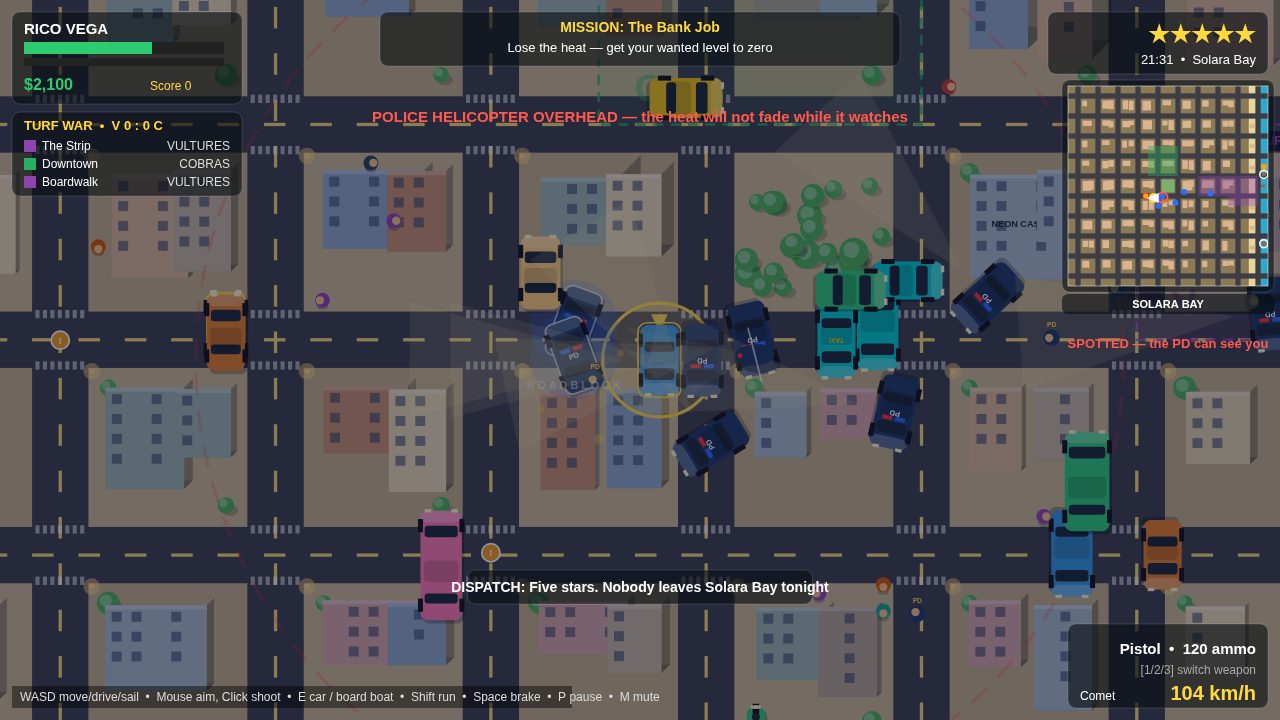 RICO VEGA
$2,100
Score 0
TURF WAR • V 0 : 0 C
The Strip VULTURES
Downtown COBRAS
Boardwalk VULTURES
MISSION: The Bank Job
Lose the heat — get your wanted level to zero
POLICE HELICOPTER OVERHEAD — the heat will not fade while it watches
★★★★★
21:31 • Solara Bay
SOLARA BAY
SPOTTED — the PD can see you
NEON CAS
PD
PD
PD
PD
TAXI
PD
PD
PD
PD
ROADBLOCK
PD
PD
PD
DISPATCH: Five stars. Nobody leaves Solara Bay tonight
WASD move/drive/sail • Mouse aim, Click shoot • E car / board boat • Shift run • Space brake • P pause • M mute
Pistol • 120 ammo
[1/2/3] switch weapon
Comet 104 km/h